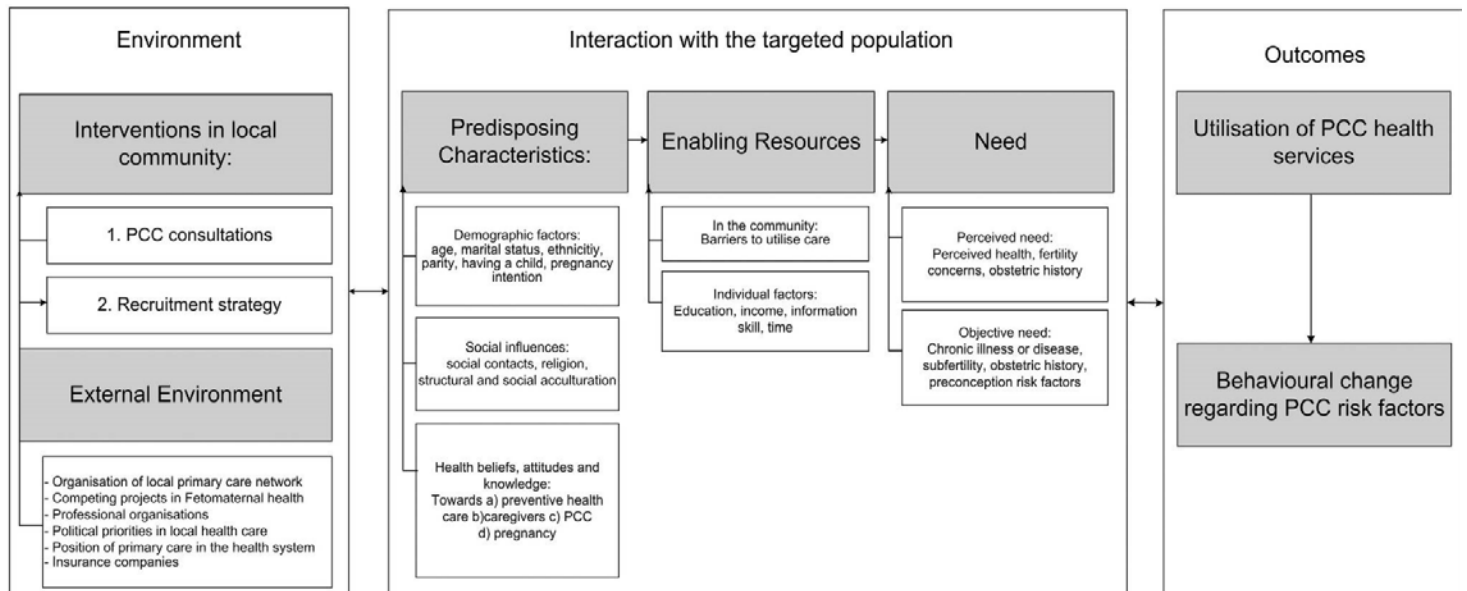 Environment
Interventions in local
community:
1. PCC consultations
2. Recruitment strategy
External Environment
- Organisation of local primary care network
- Competing projects in Fetomaternal health
- Professional organisations
- Political priorities in local health care
- Position of primary care in the health system
- Insurance companies
Interaction with the targeted population
Predisposing
Characteristics:
Demographic factors:
age, marital status, ethnicitiy,
parity, having a child, pregnancy
intention
Social influences:
social contacts, religion,
structural and social acculturation
Health beliefs, attitudes and
knowledge:
Towards a) preventive health
care b)caregivers c) PCC
d) pregnancy
Enabling Resources
In the community:
Barriers to utilise care
Individual factors:
Education, income, information
skill, time
Need
Perceived need:
Perceived health, fertility
concerns, obstetric history
Objective need:
Chronic illness or disease,
subfertility, obstetric history,
preconception risk factors
Outcomes
Utilisation of PCC health
services
Behavioural change
regarding PCC risk factors